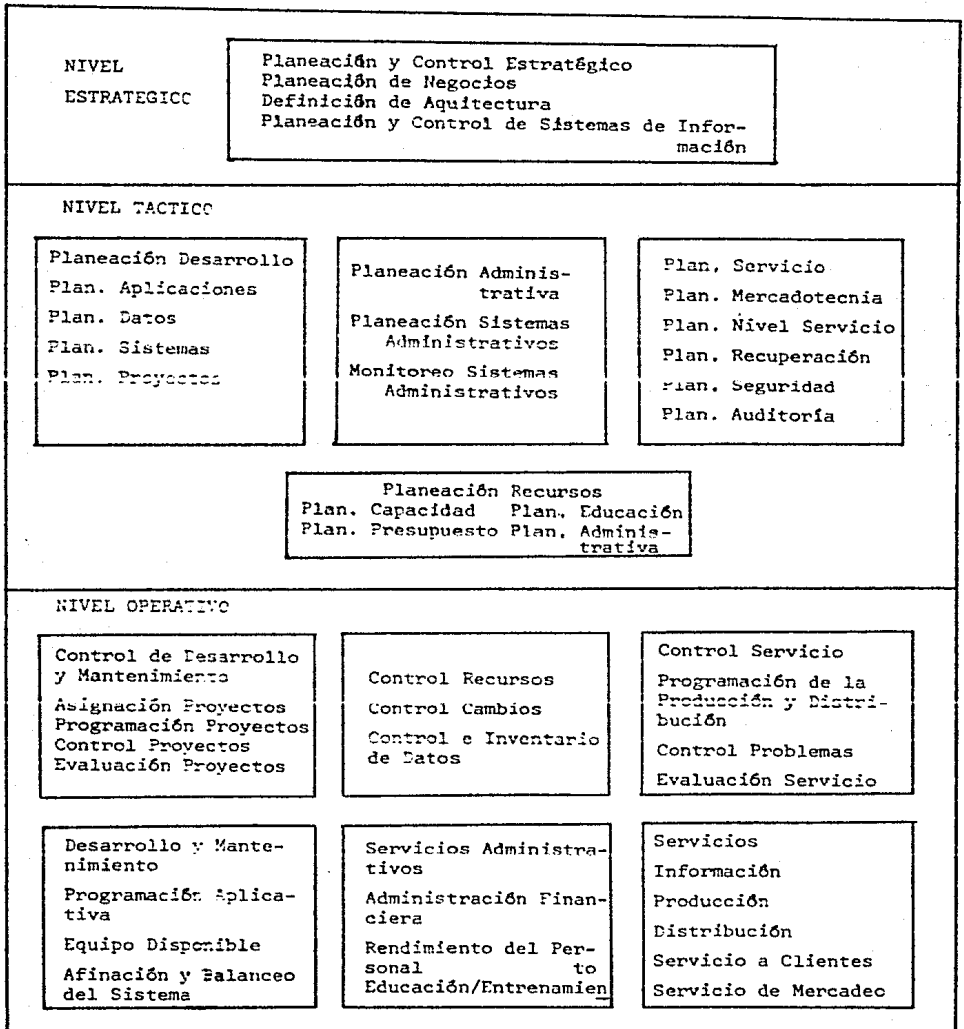 NIVEL
ESTRATEGICO
Planeación y Control Estratégico
Planeación de Negocios
Definición de Aquitectura
Planeación y Control de Sistemas de Infor-
mación
NIVEL TACTICO
Planeación Desarrollo
Plan. Aplicaciones
Plan. Datos
Plan. Sistemas
Plan. Proyectos
Planeación Adminis-
trativa
Planeación Sistemas
Administrativos
Monitoreo Sistemas
Administrativos
Plan. Servicio
Plan. Mercadotecnia
Plan. Nivel Servicio
Plan. Recuperación
Plan. Seguridad
Plan. Auditoría
Planeación Recursos
Plan. Capacidad Plan. Educación
Plan. Presupuesto Plan. Adminis-
trativa
NIVEL OPERATIVO
Control de Desarrollo
y Mantenimiento
Asignación Proyectos
Programación Proyectos
Control Proyectos
Evaluación Proyectos
Control Recursos
Control Cambios
Control e Inventario
de Datos
Control Servicio
Programación de la
Producción y Distri-
bución
Control Problemas
Evaluación Servicio
Desarrollo y Mante-
nimiento
Programación Aplica-
tiva
Equipo Disponible
Afinación y Balanceo
del Sistema
Servicios Administra-
tivos
Administración Finan-
ciera
Rendimiento del Per-
sonal to
Educación/Entrenamien
Servicios
Información
Producción
Distribución
Servicio a Clientes
Servicio de Mercadeo